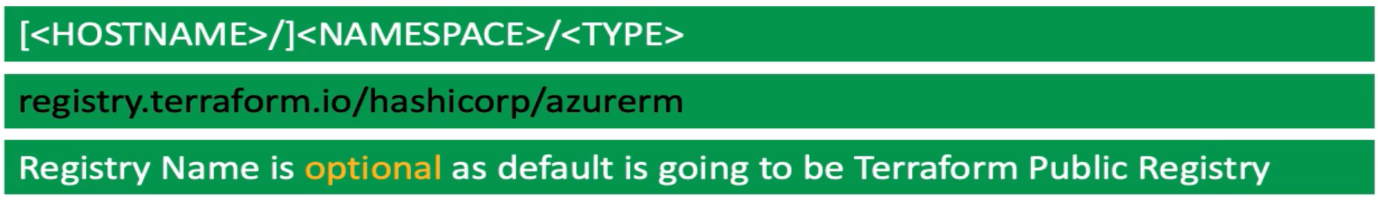 [<HOSTNAME>/]<NAMESPACE>/<TYPE>
registry.terraform.io/hashicorp/azurerm
Registry Name is optional as default is going to be Terraform Public Registry